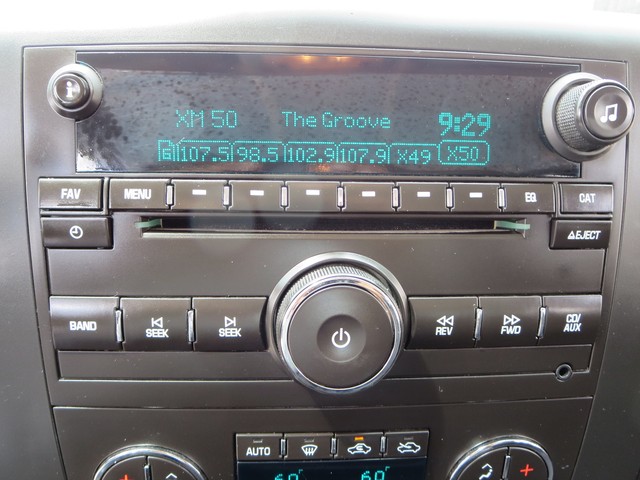 XM 50 The Groove 9:29
107.5 98.5 102.9 107.9 X49 X50
FAV MENU EQ CAT
EJECT
BAND SEEK SEEK REV FWD CD/
AUX
AUTO